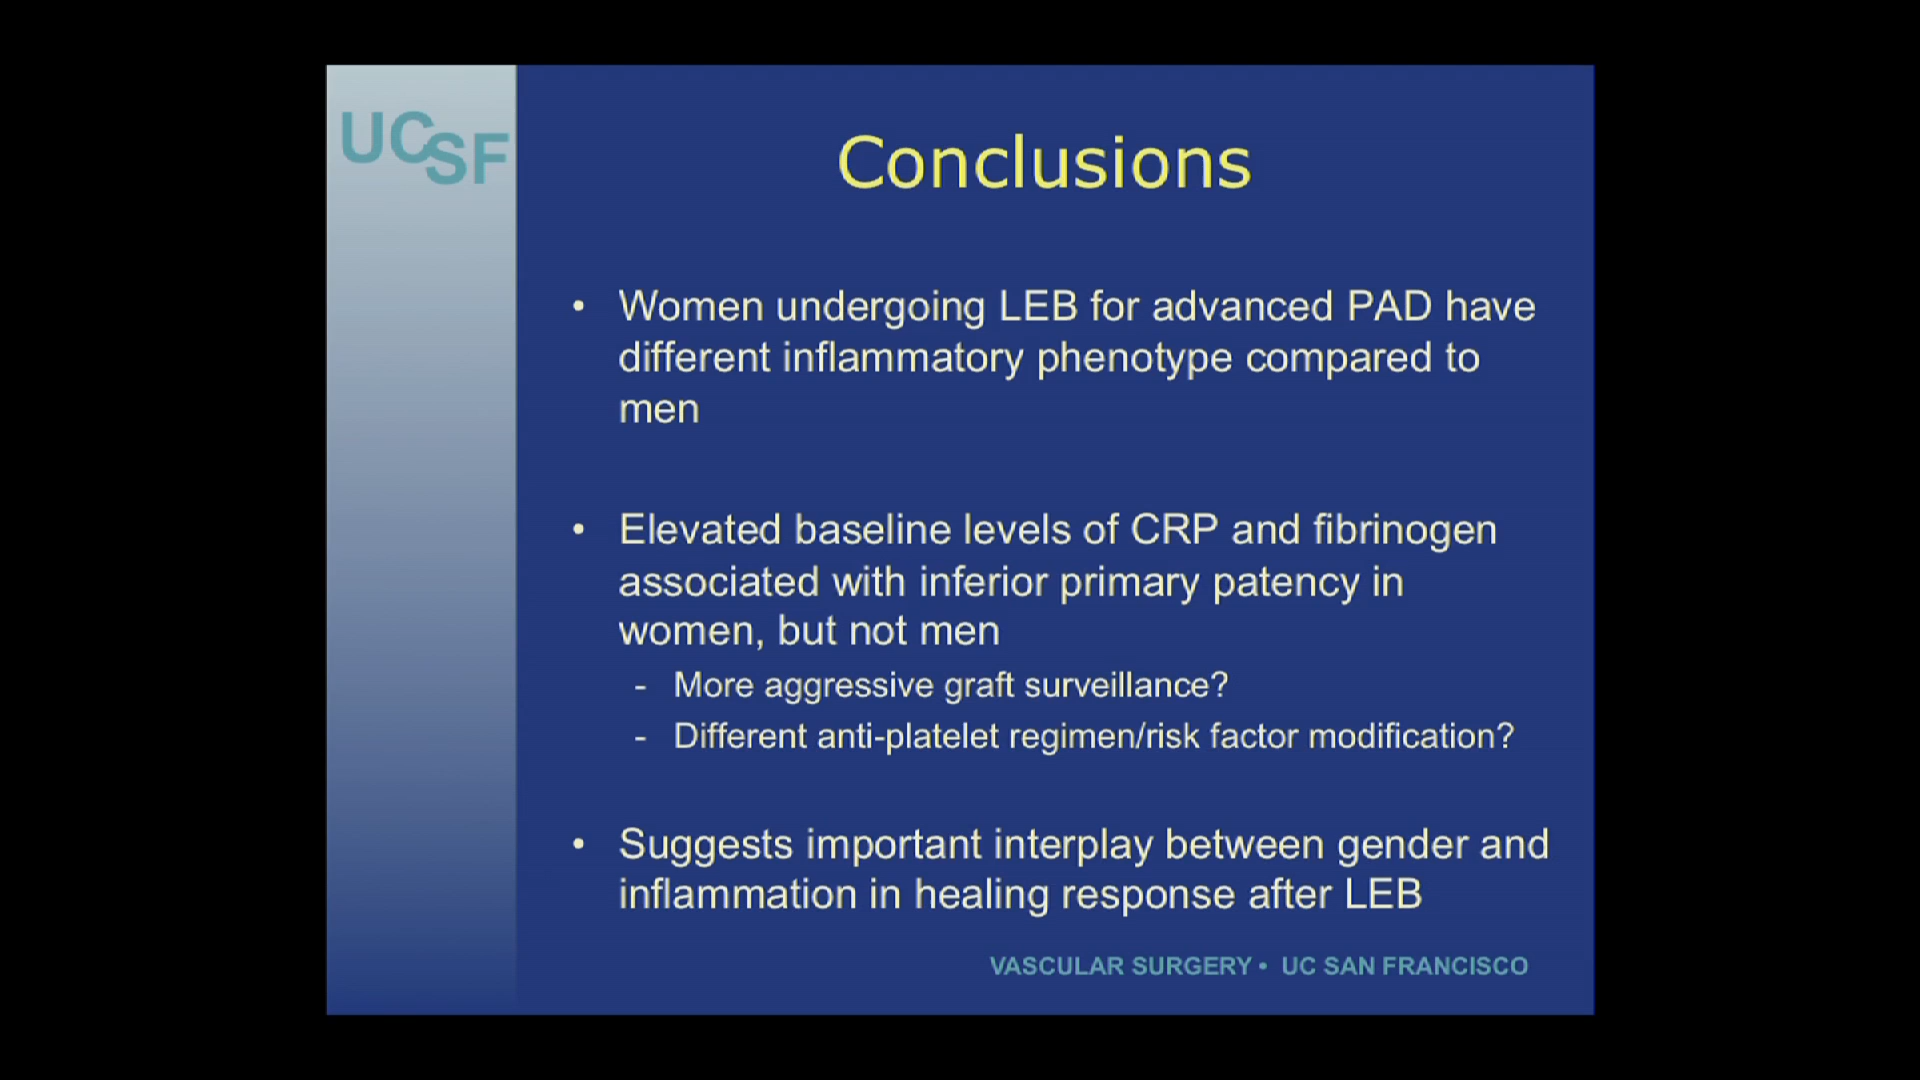 UCSF
Conclusions
• Women undergoing LEB for advanced PAD have
different inflammatory phenotype compared to
men
• Elevated baseline levels of CRP and fibrinogen
associated with inferior primary patency in
women, but not men
- More aggressive graft surveillance?
- Different anti-platelet regimen/risk factor modification?
• Suggests important interplay between gender and
inflammation in healing response after LEB
VASCULAR SURGERY • UC SAN FRANCISCO